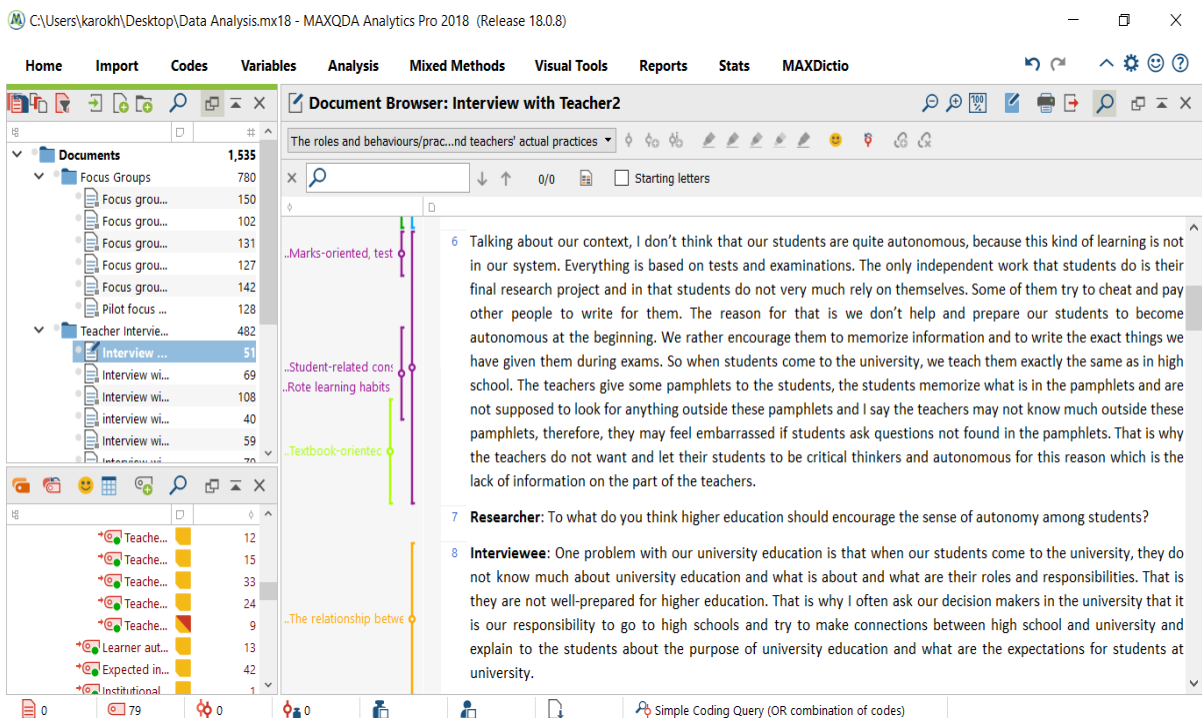 C:\Users\karokh\Desktop\Data Analysis.mx18 - MAXQDA Analytics Pro 2018 (Release 18.0.8)
Home Import Codes Variables Analysis Mixed Methods Visual Tools Reports Stats MAXDictio
Document Browser: Interview with Teacher2
#
Documents 1,535
Focus Groups 780
Focus grou... 150
Focus grou... 102
Focus grou... 131
Focus grou... 127
Focus grou... 142
Pilot focus ... 128
Teacher Intervie... 482
Interview ... 51
Interview wi... 69
Interview wi... 108
interview wi... 40
Interview wi... 59
Interview wi... 70
Teache... 12
Teache... 15
Teache... 33
Teache... 24
Teache... 9
Learner aut... 13
Expected in... 42
Institutional 1
The roles and behaviours/prac...nd teachers' actual practices
100 %
0/0 Starting letters
..Marks-oriented, test
..Student-related cons
..Rote learning habits
..Textbook-oriented
..The relationship betwe
6 Talking about our context, I don't think that our students are quite autonomous, because this kind of learning is not
in our system. Everything is based on tests and examinations. The only independent work that students do is their
final research project and in that students do not very much rely on themselves. Some of them try to cheat and pay
other people to write for them. The reason for that is we don't help and prepare our students to become
autonomous at the beginning. We rather encourage them to memorize information and to write the exact things we
have given them during exams. So when students come to the university, we teach them exactly the same as in high
school. The teachers give some pamphlets to the students, the students memorize what is in the pamphlets and are
not supposed to look for anything outside these pamphlets and I say the teachers may not know much outside these
pamphlets, therefore, they may feel embarrassed if students ask questions not found in the pamphlets. That is why
the teachers do not want and let their students to be critical thinkers and autonomous for this reason which is the
lack of information on the part of the teachers.
7 Researcher: To what do you think higher education should encourage the sense of autonomy among students?
8 Interviewee: One problem with our university education is that when our students come to the university, they do
not know much about university education and what is about and what are their roles and responsibilities. That is
they are not well-prepared for higher education. That is why I often ask our decision makers in the university that it
is our responsibility to go to high schools and try to make connections between high school and university and
explain to the students about the purpose of university education and what are the expectations for students at
university.
0 79 0 0 Simple Coding Query (OR combination of codes)